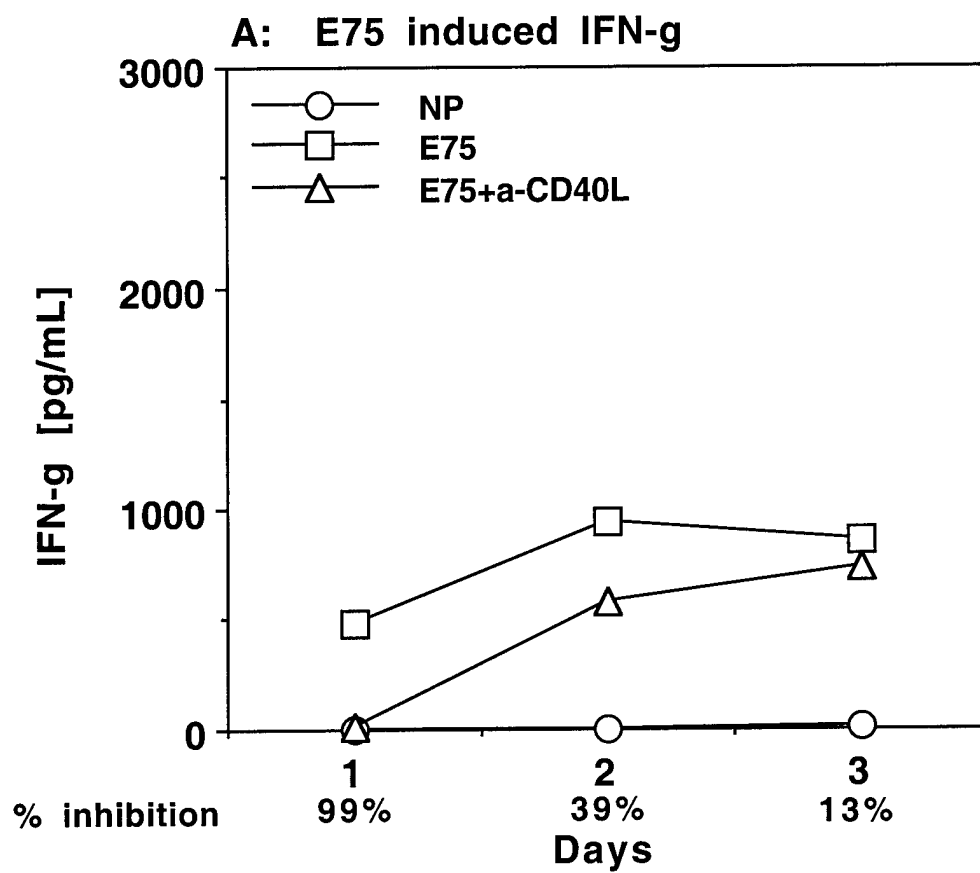 A: E75 induced IFN-g
3000
NP
E75
E75+a-CD40L
2000
IFN-g [pg/mL]
1000
0
1 2 3
% inhibition 99% 39% 13%
Days